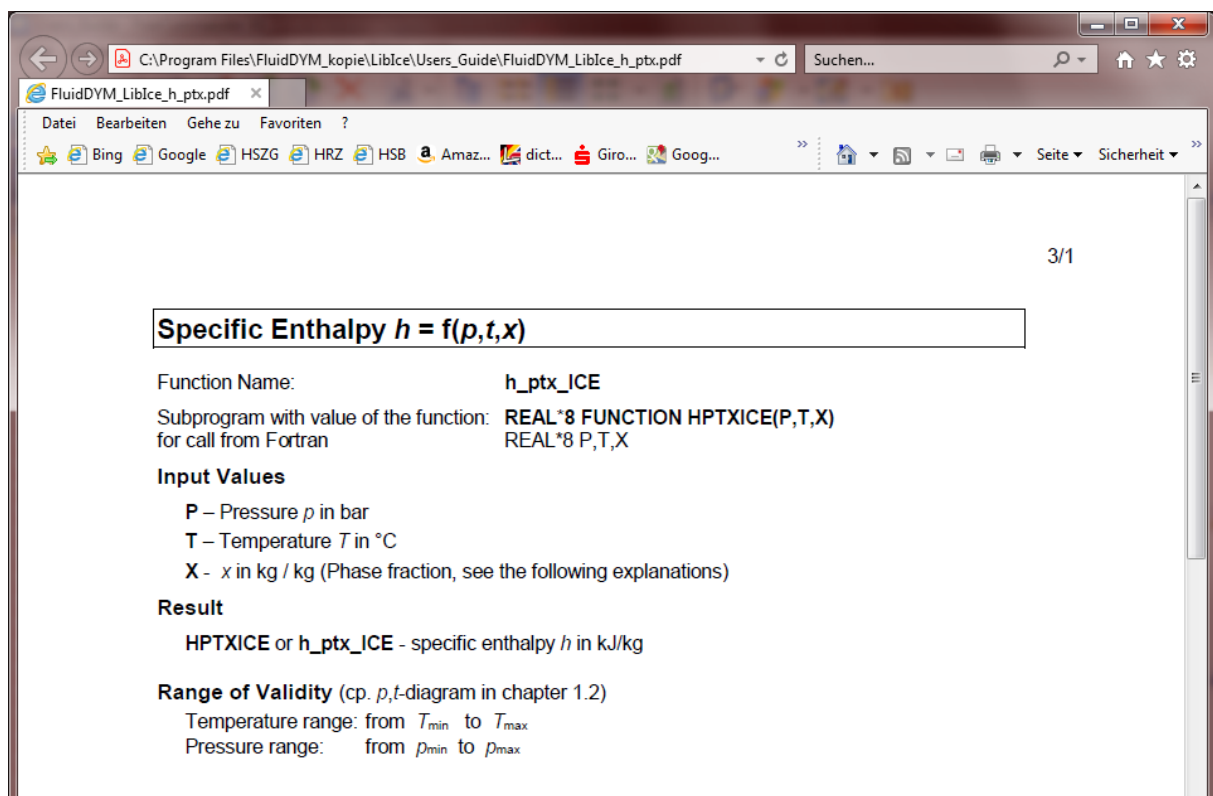 C:\Program Files\FluidDYM_kopie\LibIce\Users_Guide\FluidDYM_LibIce_h_ptx.pdf
Suchen...
FluidDYM_LibIce_h_ptx.pdf
Datei Bearbeiten Gehe zu Favoriten ?
Bing Google HSZG HRZ HSB Amaz... dict... Giro... Goog... » Seite Sicherheit »
3/1
Specific Enthalpy h = f(p,t,x)
Function Name: h_ptx_ICE
Subprogram with value of the function: REAL*8 FUNCTION HPTXICE(P,T,X)
for call from Fortran REAL*8 P,T,X
Input Values
P – Pressure p in bar
T – Temperature T in °C
X - x in kg / kg (Phase fraction, see the following explanations)
Result
HPTXICE or h_ptx_ICE - specific enthalpy h in kJ/kg
Range of Validity (cp. p,t-diagram in chapter 1.2)
Temperature range: from Tmin to Tmax
Pressure range: from pmin to pmax